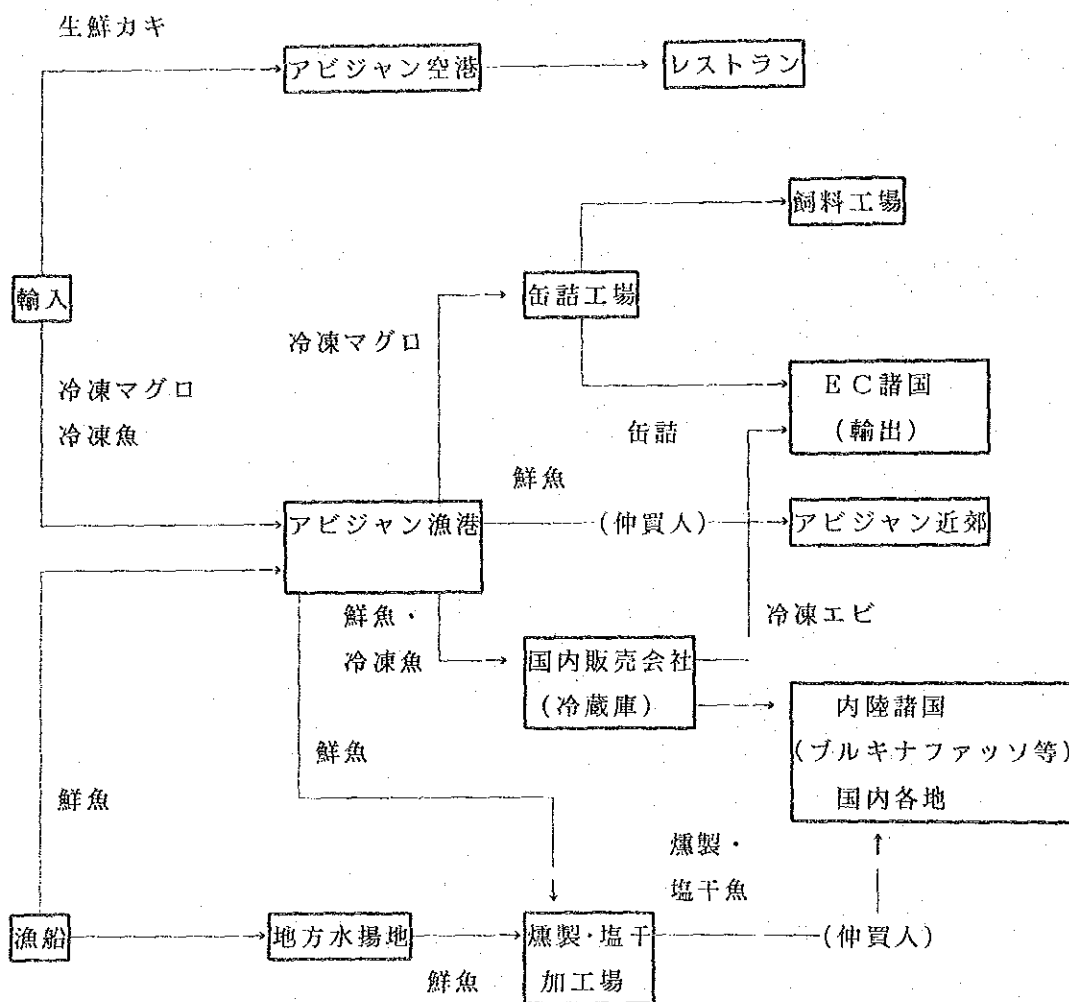 生鮮カキ
アビジャン空港
レストラン
飼料工場
輸入
缶詰工場
冷凍マグロ
冷凍マグロ
冷凍魚
EC諸国
(輸出)
缶詰
鮮魚
アビジャン漁港
(仲買人)
アビジャン近郊
鮮魚・
冷凍魚
冷凍エビ
国内販売会社
(冷蔵庫)
内陸諸国
(ブルキナファッソ等)
国内各地
鮮魚
鮮魚
燻製・
塩干魚
漁船
地方水揚地
燻製・塩干
加工場
(仲買人)
鮮魚